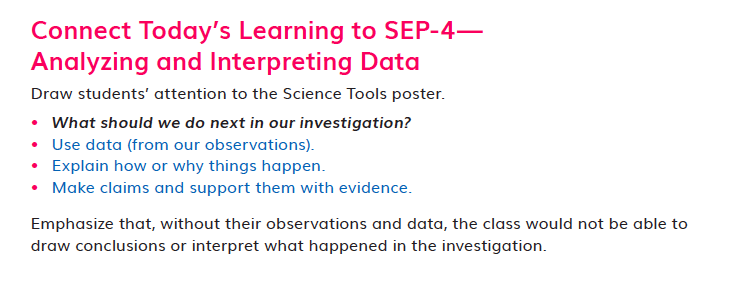 Connect Today's Learning to SEP-4—
Analyzing and Interpreting Data
Draw students' attention to the Science Tools poster.
• What should we do next in our investigation?
• Use data (from our observations).
• Explain how or why things happen.
• Make claims and support them with evidence.
Emphasize that, without their observations and data, the class would not be able to
draw conclusions or interpret what happened in the investigation.